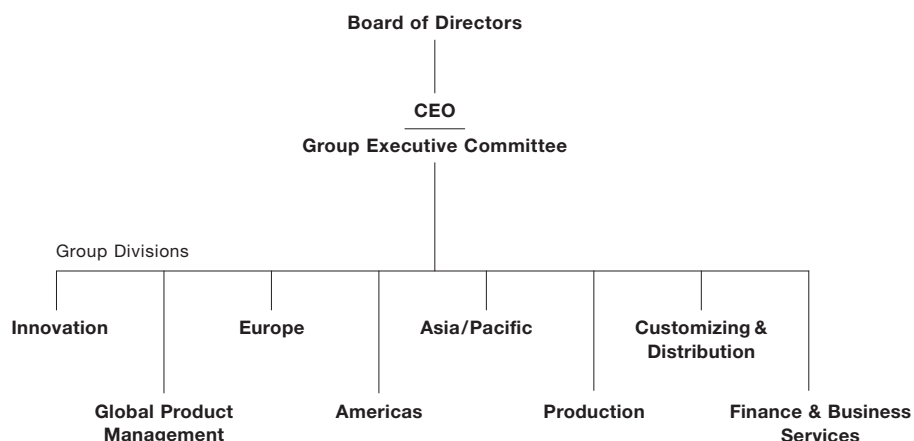 Board of Directors
CEO
Group Executive Committee
Group Divisions
Innovation
Europe
Asia/Pacific
Customizing &
Distribution
Global Product
Management
Americas
Production
Finance & Business
Services